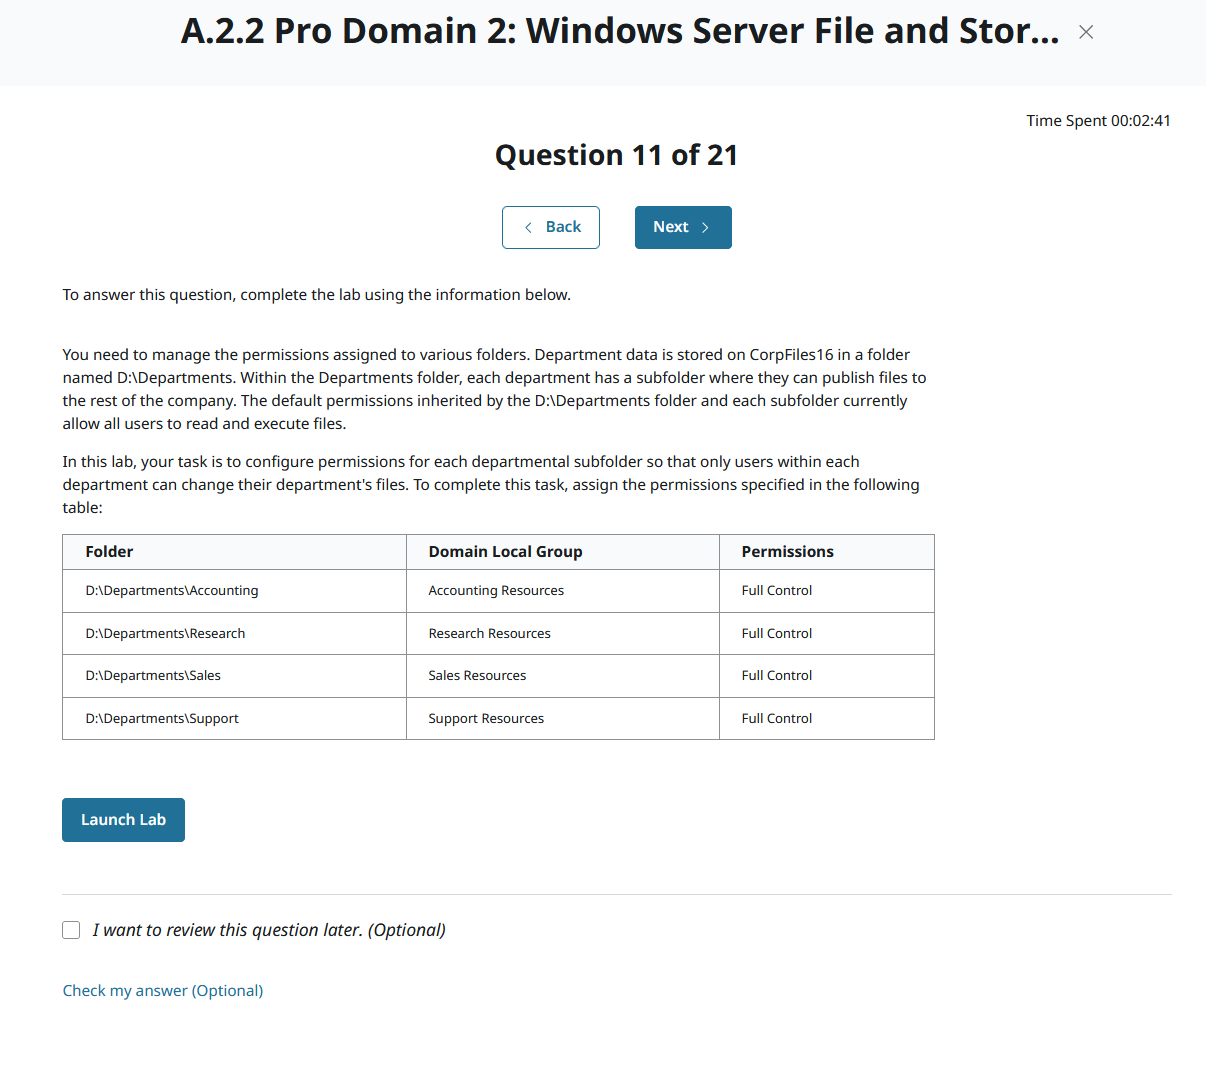 A.2.2 Pro Domain 2: Windows Server File and Stor...
Time Spent 00:02:41
Question 11 of 21
Back
Next
To answer this question, complete the lab using the information below.
You need to manage the permissions assigned to various folders. Department data is stored on CorpFiles16 in a folder
named D:\Departments. Within the Departments folder, each department has a subfolder where they can publish files to
the rest of the company. The default permissions inherited by the D:\Departments folder and each subfolder currently
allow all users to read and execute files.
In this lab, your task is to configure permissions for each departmental subfolder so that only users within each
department can change their department's files. To complete this task, assign the permissions specified in the following
table:
Folder Domain Local Group Permissions
D:\Departments\Accounting Accounting Resources Full Control
D:\Departments\Research Research Resources Full Control
D:\Departments\Sales Sales Resources Full Control
D:\Departments\Support Support Resources Full Control
Launch Lab
I want to review this question later. (Optional)
Check my answer (Optional)